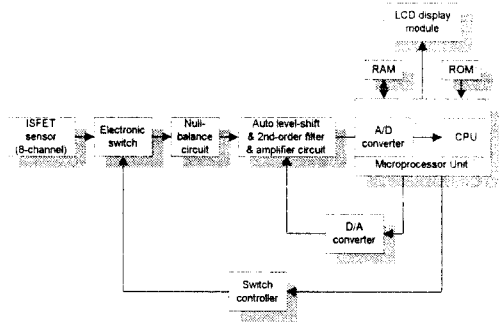 LCD display
module
RAM
ROM
ISFET
sensor
(8-channel)
Electronic
switch
Null-
balance
circuit
Auto level-shift
& 2nd-order filter
& amplifier circuit
A/D
converter
CPU
Microprocessor Unit
D/A
converter
Switch
controller